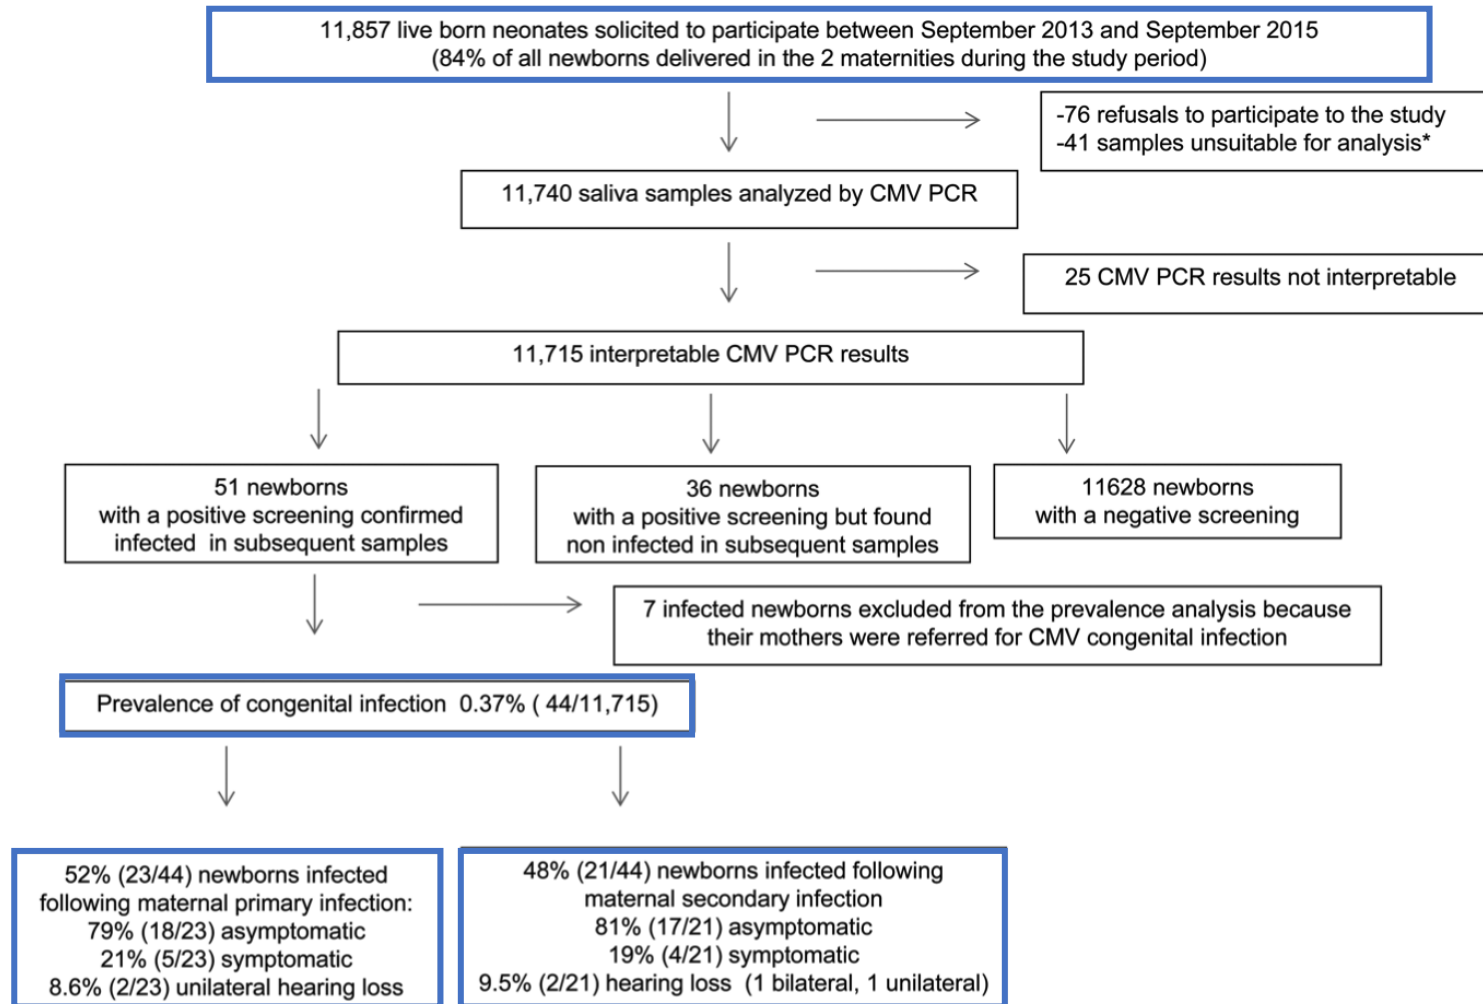 11,857 live born neonates solicited to participate between September 2013 and September 2015
(84% of all newborns delivered in the 2 maternities during the study period)
-76 refusals to participate to the study
-41 samples unsuitable for analysis*
11,740 saliva samples analyzed by CMV PCR
25 CMV PCR results not interpretable
11,715 interpretable CMV PCR results
51 newborns
with a positive screening confirmed
infected in subsequent samples
36 newborns
with a positive screening but found
non infected in subsequent samples
11628 newborns
with a negative screening
7 infected newborns excluded from the prevalence analysis because
their mothers were referred for CMV congenital infection
Prevalence of congenital infection 0.37% ( 44/11,715)
52% (23/44) newborns infected
following maternal primary infection:
79% (18/23) asymptomatic
21% (5/23) symptomatic
8.6% (2/23) unilateral hearing loss
48% (21/44) newborns infected following
maternal secondary infection
81% (17/21) asymptomatic
19% (4/21) symptomatic
9.5% (2/21) hearing loss (1 bilateral, 1 unilateral)